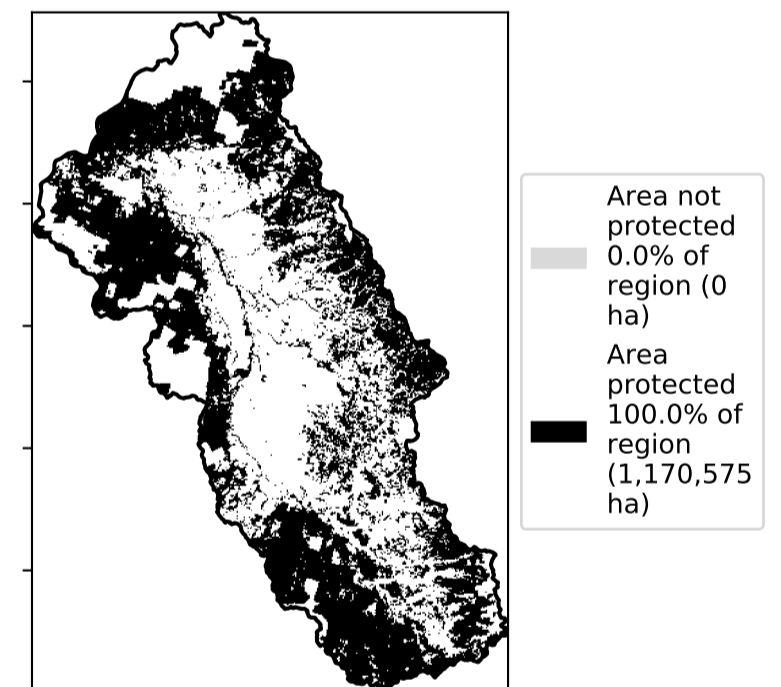 Area not
protected
0.0% of
region (0
ha)
Area
protected
100.0% of
region
(1,170,575
ha)